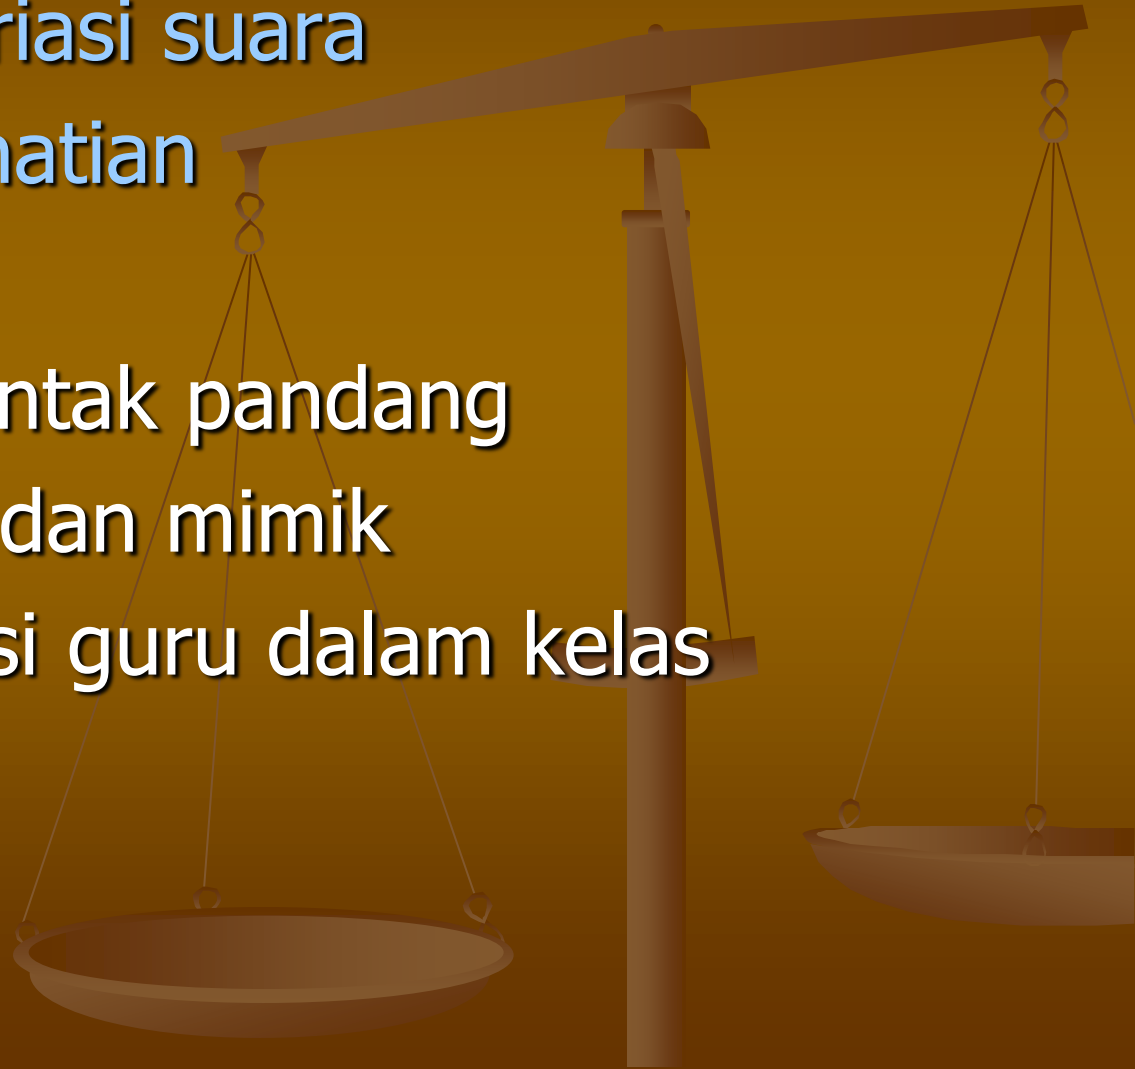 riasi suara
natian
ntak pandang
dan mimik
si guru dalam kelas